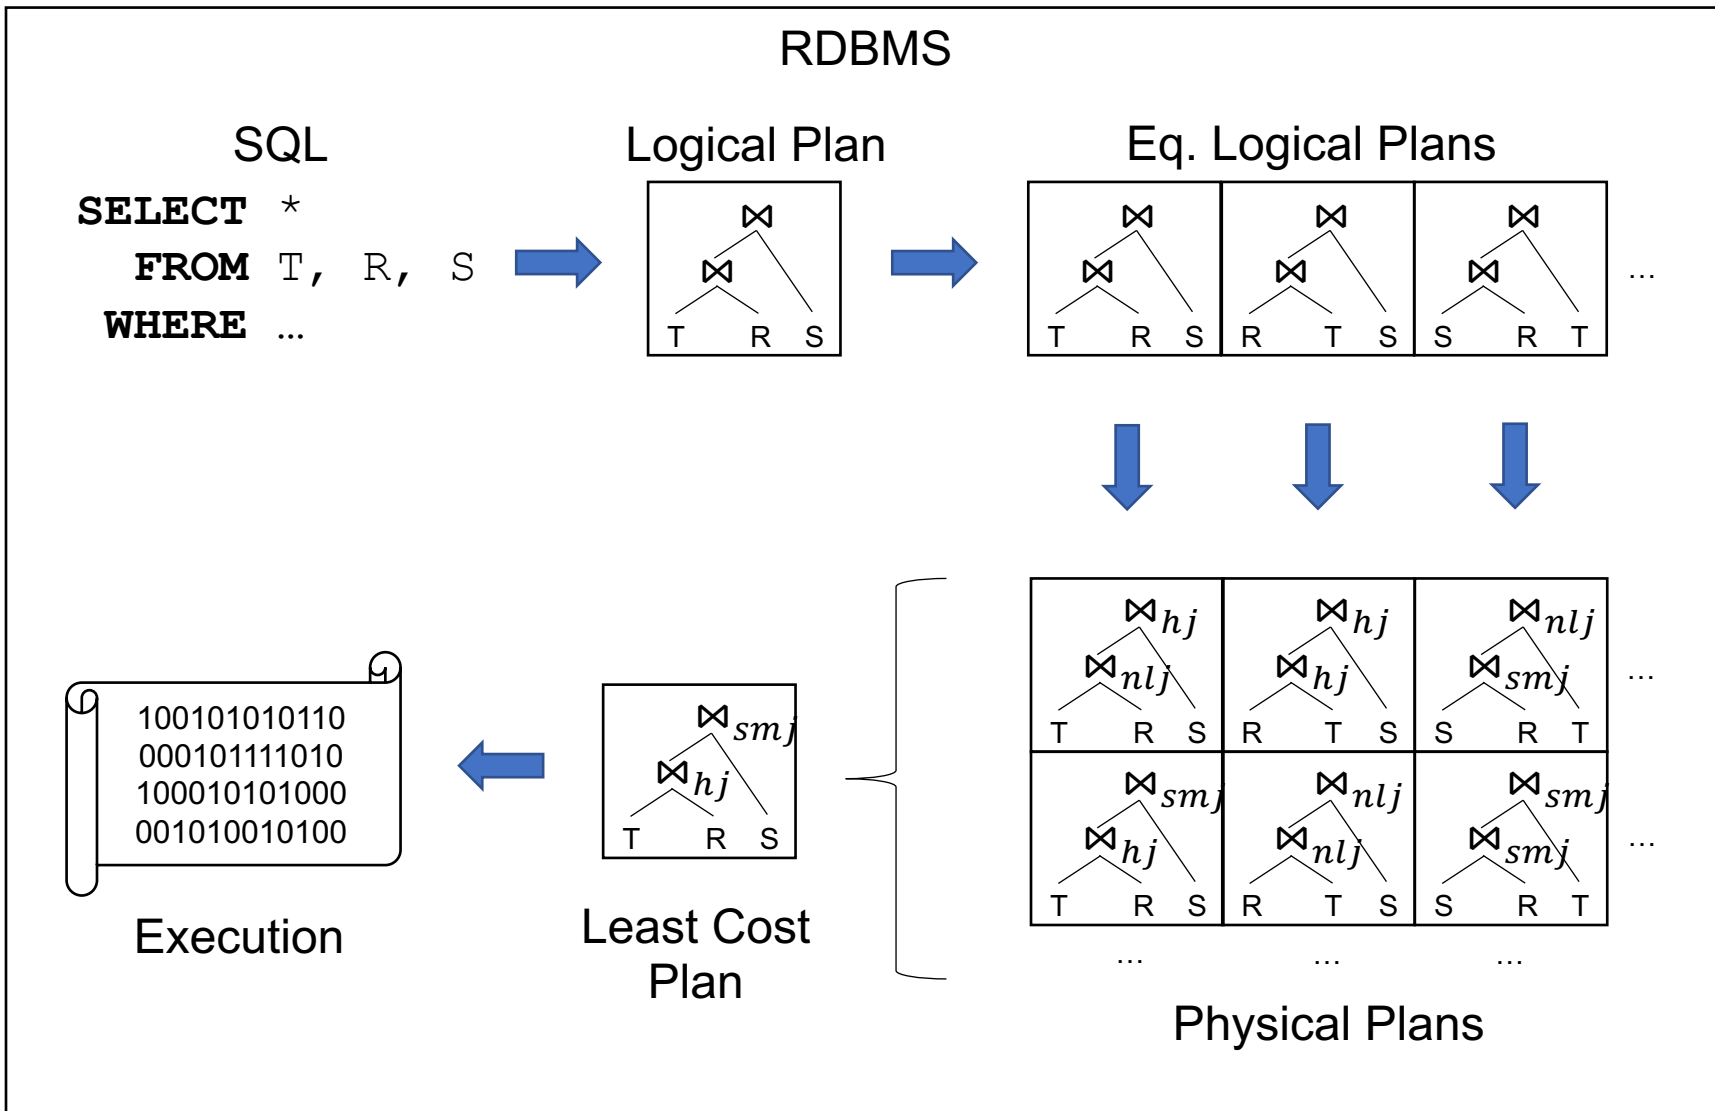 RDBMS
SQL
SELECT *
FROM T, R, S
WHERE …
Logical Plan
⋈
⋈
T R S
Eq. Logical Plans
⋈ ⋈ ⋈
⋈ ⋈ ⋈ …
T R S R T S S R T
⋈hj ⋈hj ⋈nlj
⋈nlj ⋈hj ⋈smj …
T R S R T S S R T
⋈smj ⋈nlj ⋈smj
⋈hj ⋈nlj ⋈smj …
T R S R T S S R T
… … …
Physical Plans
⋈smj
⋈hj
T R S
Least Cost
Plan
100101010110
000101111010
100010101000
001010010100
Execution